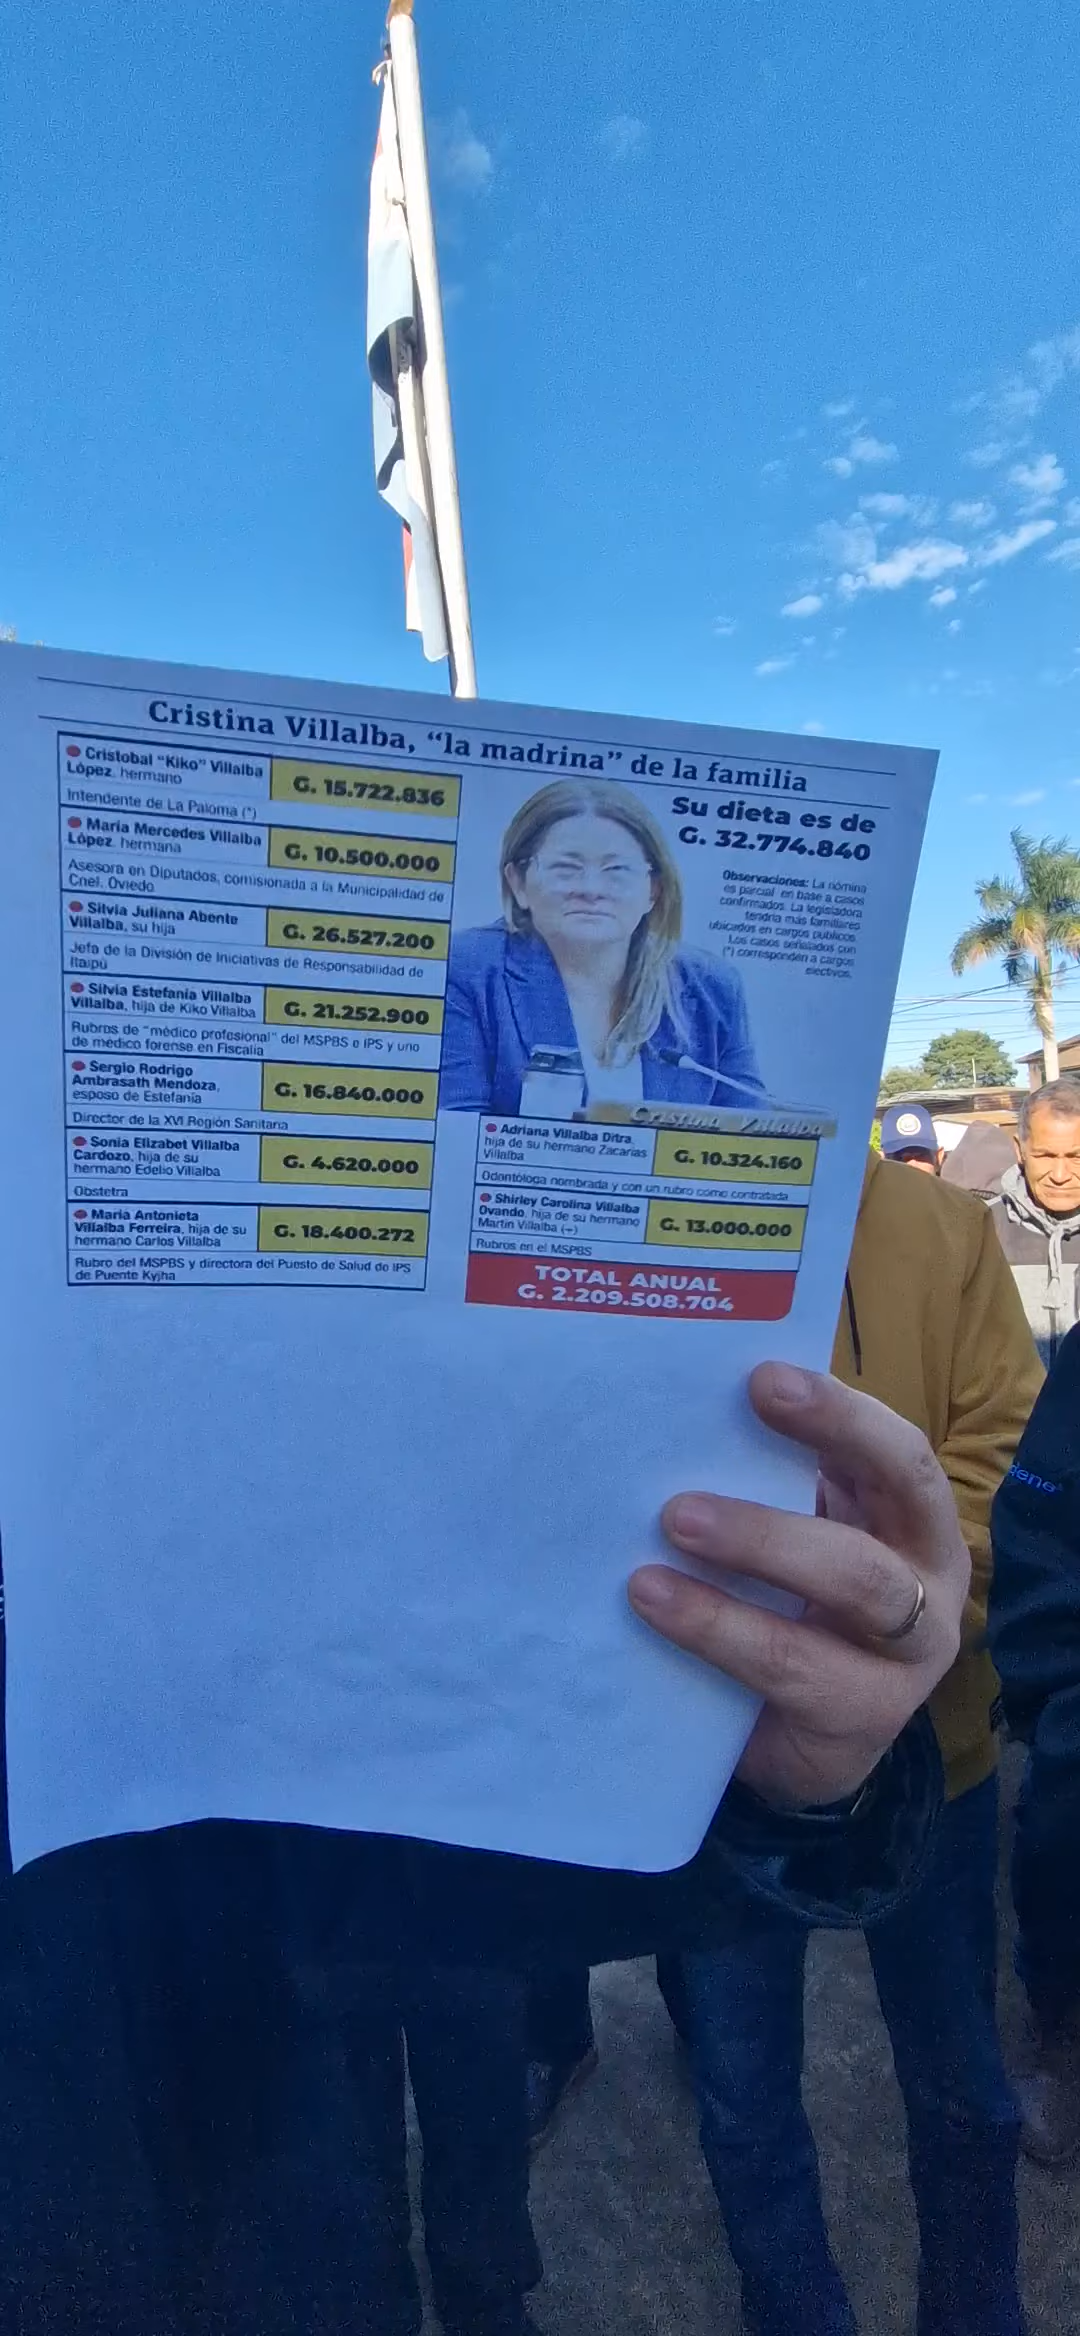 Cristina Villalba, “la madrina” de la familia
Cristobal “Kiko” Villalba
López, hermano
G. 15.722.836
Intendente de La Paloma (*)
María Mercedes Villalba
López, hermana
G. 10.500.000
Asesora en Diputados, comisionada a la Municipalidad de
Cnel. Oviedo
Silvia Juliana Abente
Villalba, su hija
G. 26.527.200
Jefa de la División de Iniciativas de Responsabilidad de
Itaipú
Silvia Estefanía Villalba
Villalba, hija de Kiko Villalba
G. 21.252.900
Rubros de “médico profesional” del MSPBS e IPS y uno
de médico forense en Fiscalía
Sergio Rodrigo
Ambrasath Mendoza,
esposo de Estefanía
G. 16.840.000
Director de la XVI Región Sanitaria
Sonia Elizabet Villalba
Cardozo, hija de su
hermano Edelio Villalba
G. 4.620.000
Obstetra
María Antonieta
Villalba Ferreira, hija de su
hermano Carlos Villalba
G. 18.400.272
Rubro del MSPBS y directora del Puesto de Salud de IPS
de Puente Kyjha
Su dieta es de
G. 32.774.840
Observaciones: La nómina
es parcial, en base a casos
confirmados. La legisladora
tendría más familiares
ubicados en cargos públicos.
Los casos señalados con
(*) corresponden a cargos
electivos.
Cristina Villalba
Adriana Villalba Ditra,
hija de su hermano Zacarías
Villalba
G. 10.324.160
Odontóloga nombrada y con un rubro como contratada
Shirley Carolina Villalba
Ovando, hija de su hermano
Martín Villalba (+)
G. 13.000.000
Rubros en el MSPBS
TOTAL ANUAL
G. 2.209.508.704